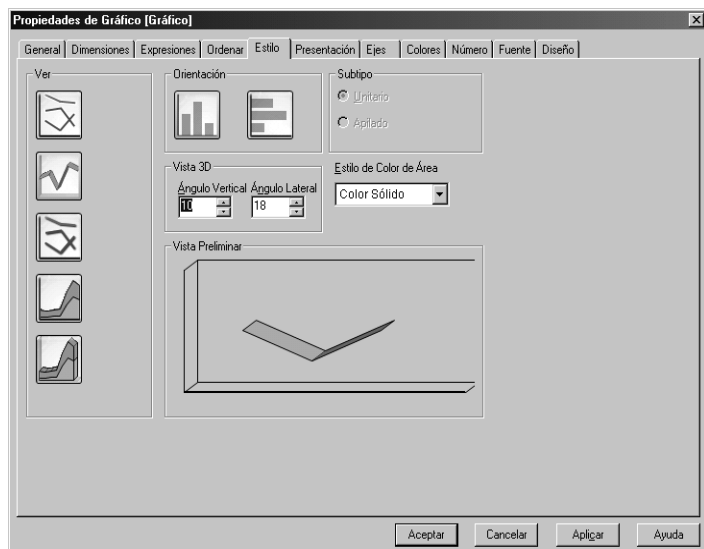 Propiedades de Gráfico [Gráfico]
General Dimensiones Expresiones Ordenar Estilo Presentación Ejes Colores Número Fuente Diseño
Ver
Orientación
Subtipo
Unitario
Apilado
Vista 3D
Ángulo Vertical Ángulo Lateral
10 18
Estilo de Color de Área
Color Sólido
Vista Preliminar
Aceptar Cancelar Aplicar Ayuda